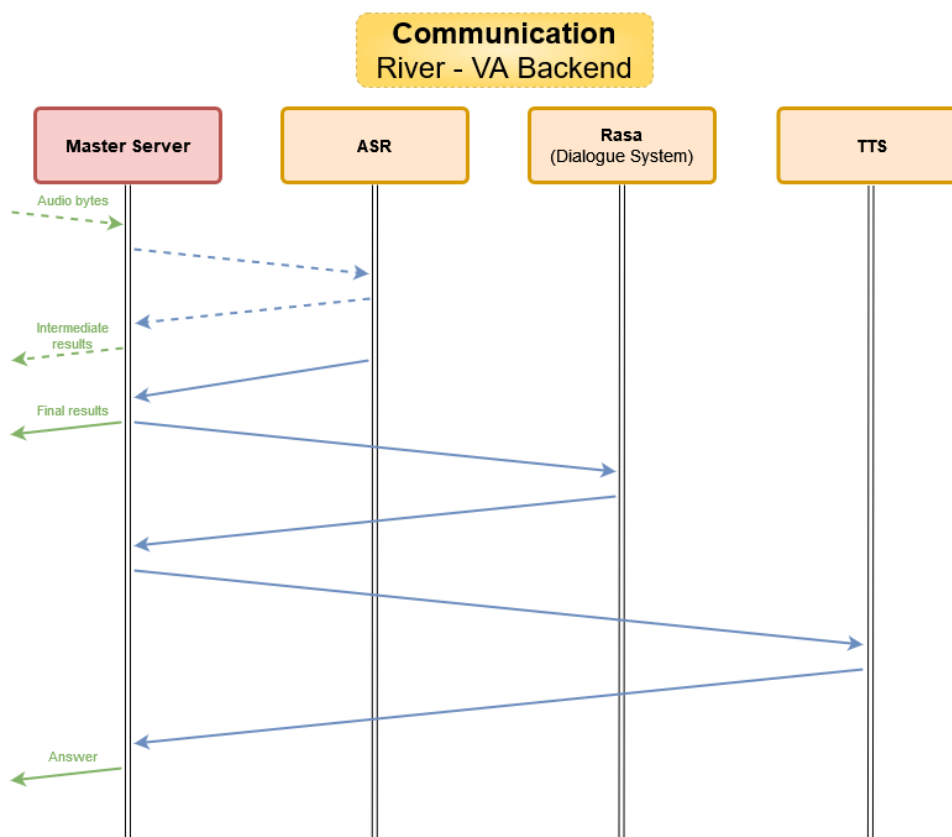 Communication
River - VA Backend
Master Server
ASR
Rasa
(Dialogue System)
TTS
Audio bytes
Intermediate
results
Final results
Answer